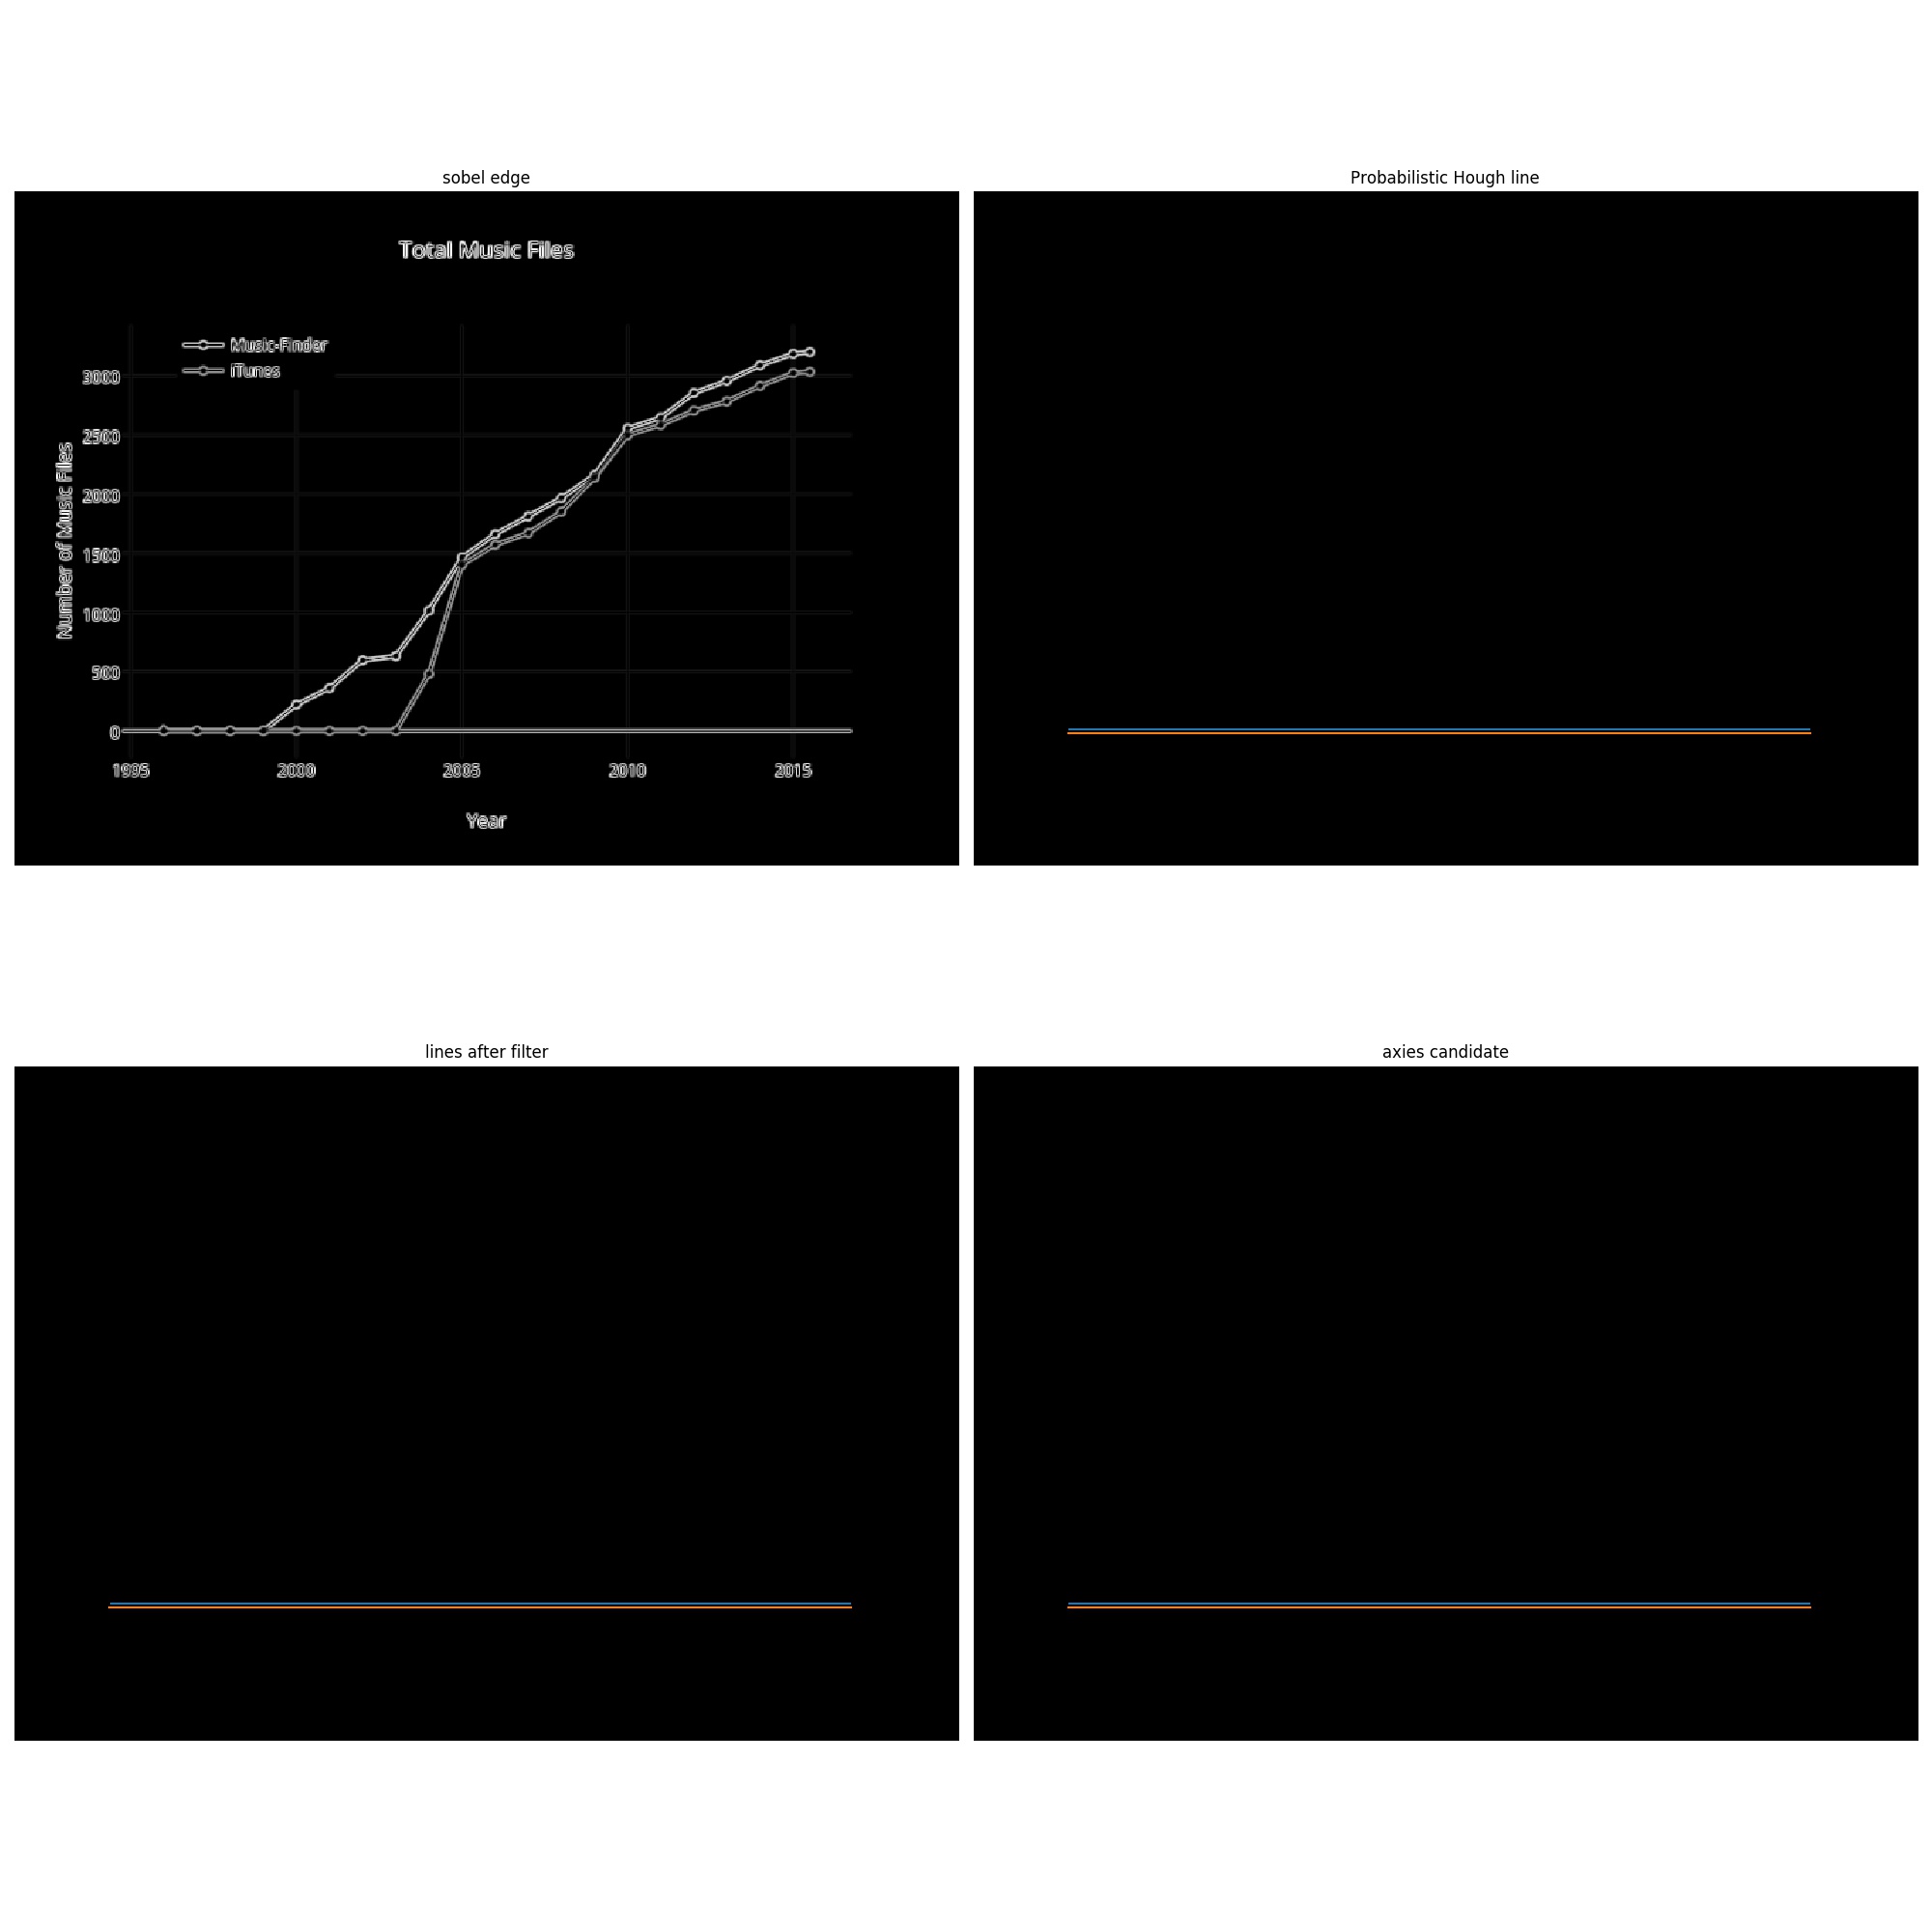 sobel edge
Total Music Files
Music-Finder
iTunes
3000
2500
2000
1500
1000
500
0
Number of Music Files
1995 2000 2005 2010 2015
Year
Probabilistic Hough line
lines after filter
axies candidate